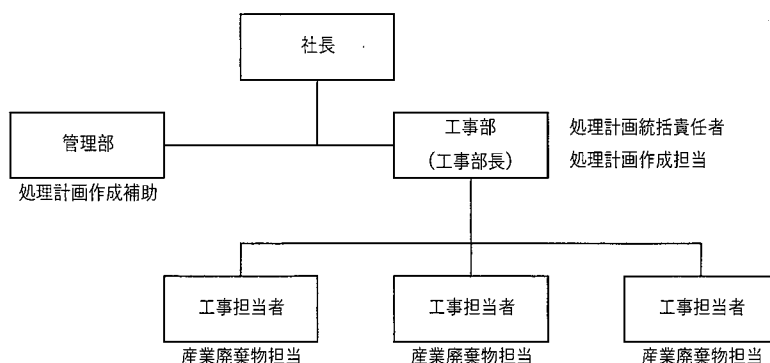 社長
管理部
処理計画作成補助
工事部
(工事部長)
処理計画統括責任者
処理計画作成担当
工事担当者
産業廃棄物担当
工事担当者
産業廃棄物担当
工事担当者
産業廃棄物担当